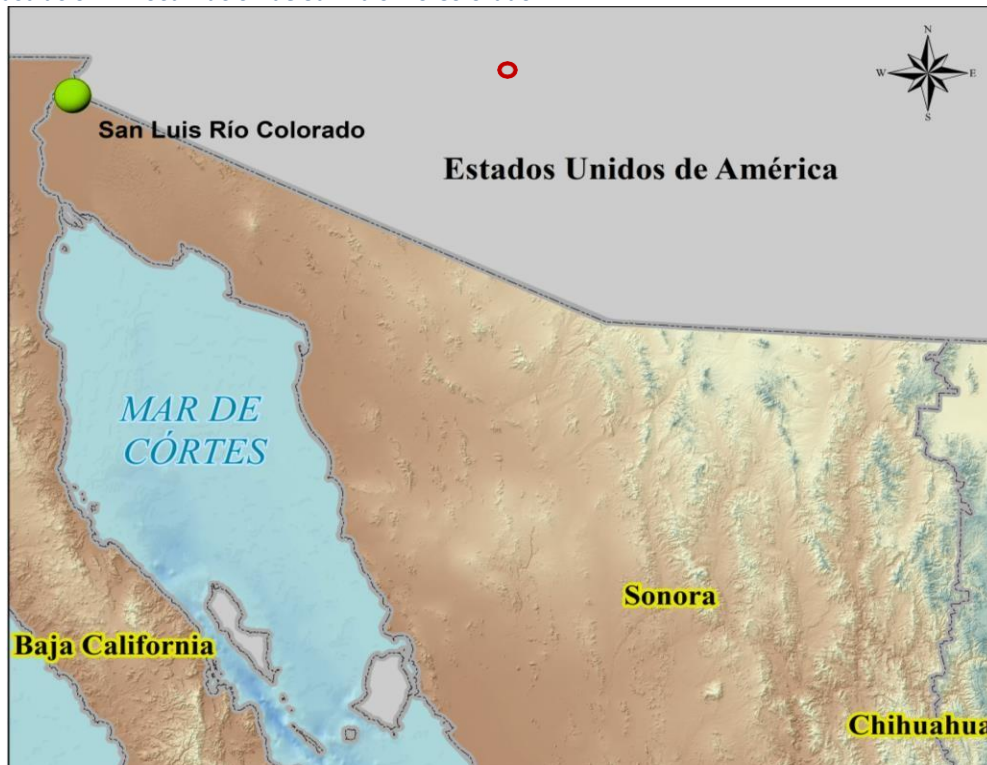 N
W E
S
San Luis Río Colorado
Estados Unidos de América
MAR DE
CÓRTES
Sonora
Baja California
Chihuahua